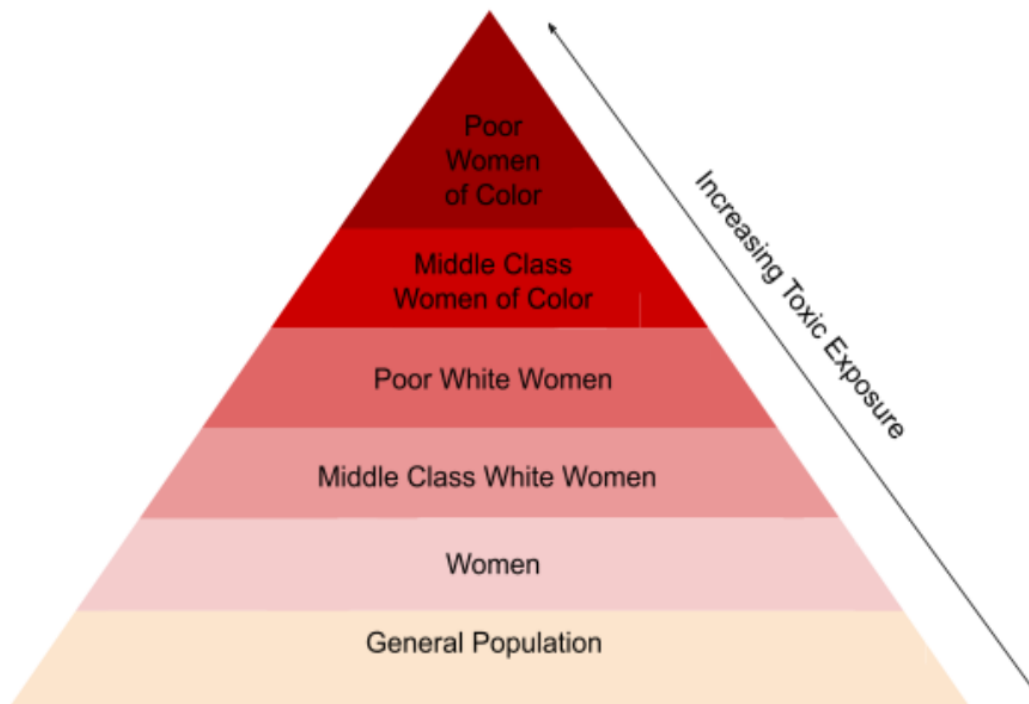 Poor
Women
of Color
Middle Class
Women of Color
Poor White Women
Middle Class White Women
Women
General Population
Increasing Toxic Exposure